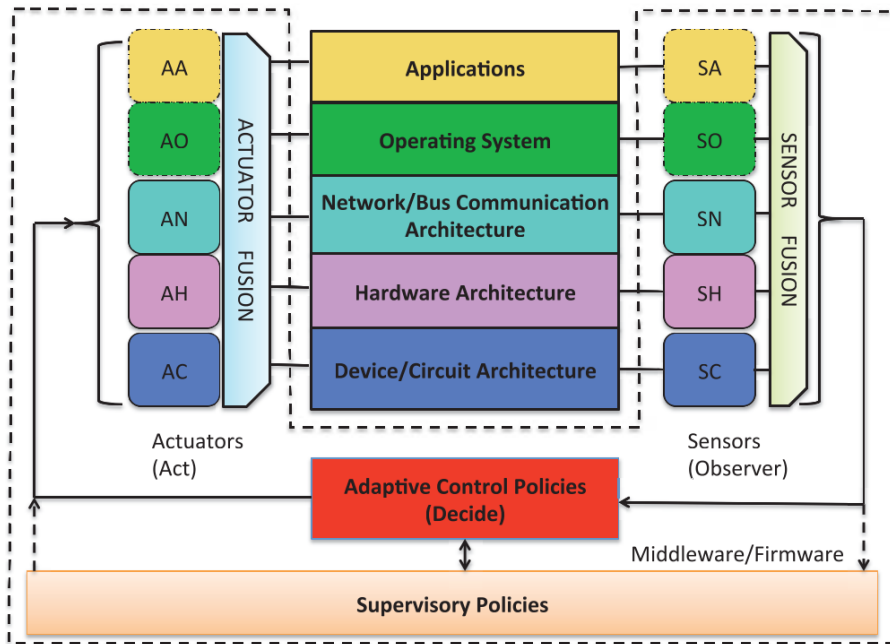 AA
AO
AN
AH
AC
ACTUATOR FUSION
Applications
Operating System
Network/Bus Communication
Architecture
Hardware Architecture
Device/Circuit Architecture
SA
SO
SN
SH
SC
SENSOR FUSION
Actuators
(Act)
Sensors
(Observer)
Adaptive Control Policies
(Decide)
Middleware/Firmware
Supervisory Policies